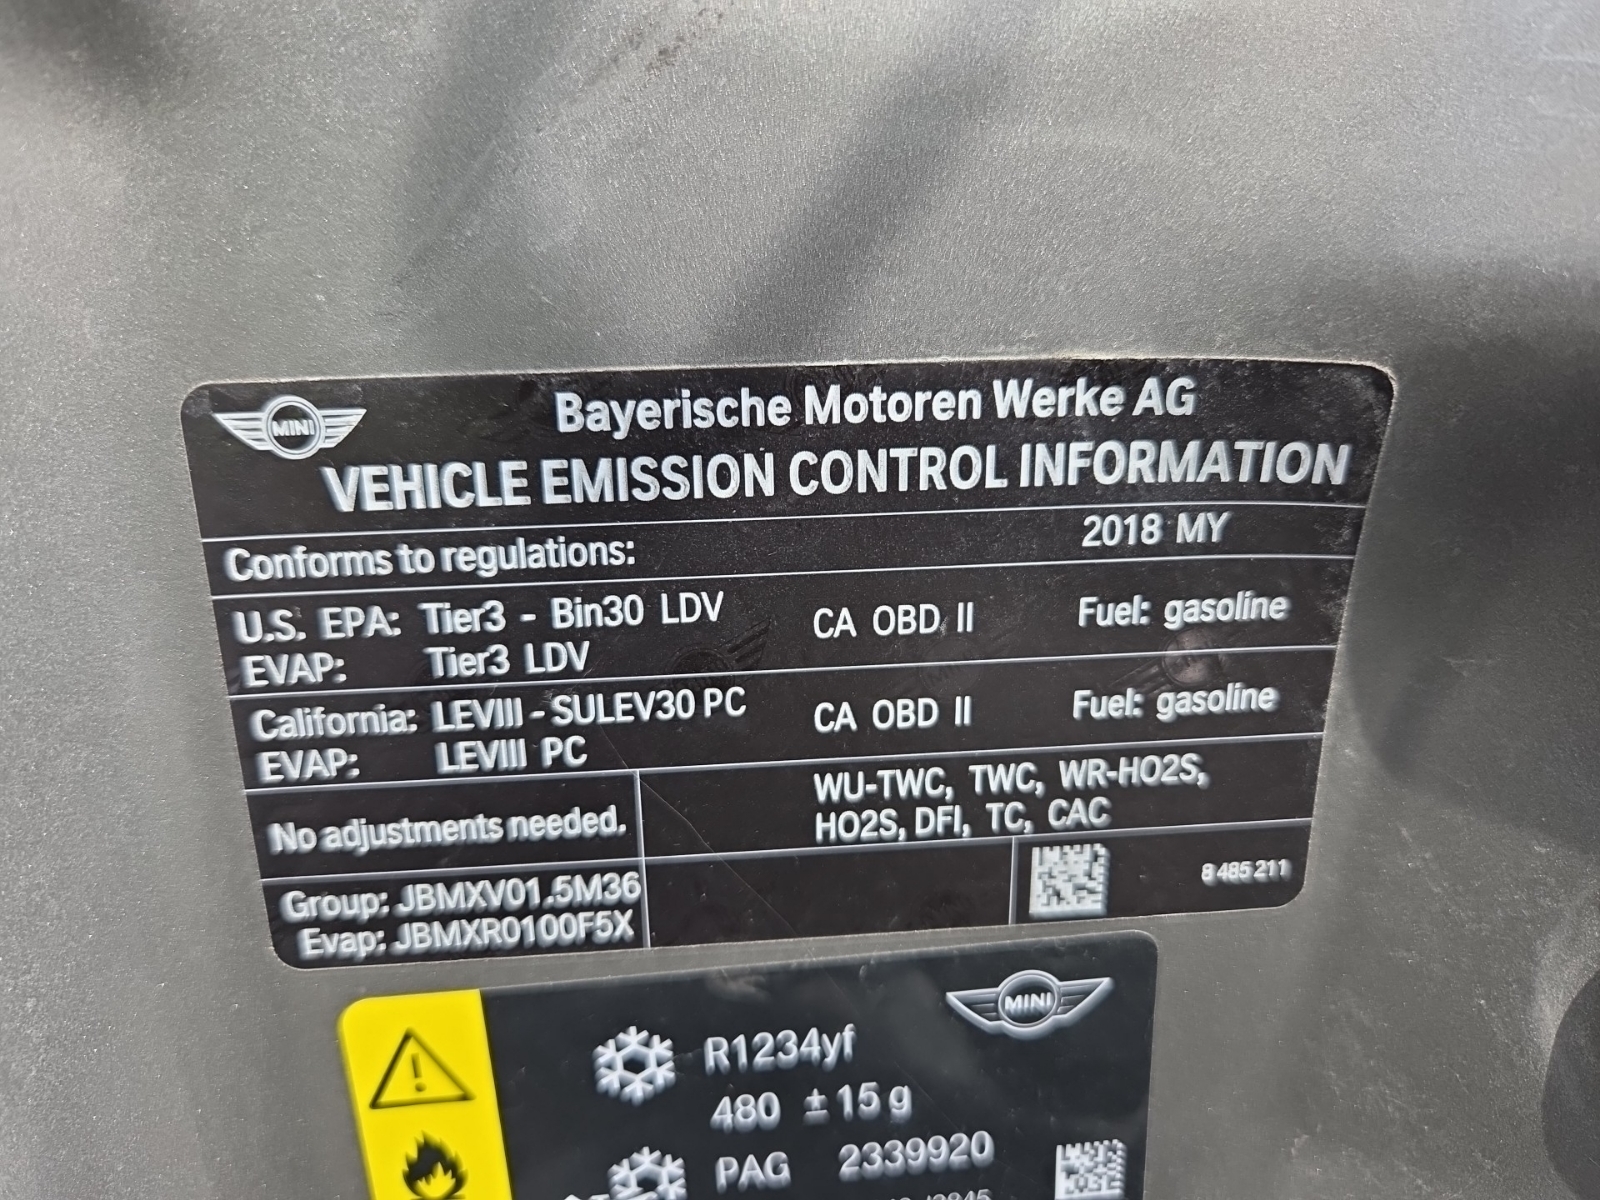 MINI
Bayerische Motoren Werke AG
VEHICLE EMISSION CONTROL INFORMATION
Conforms to regulations: 2018 MY
U.S. EPA: Tier3 - Bin30 LDV CA OBD II Fuel: gasoline
EVAP: Tier3 LDV
California: LEVIII - SULEV30 PC CA OBD II Fuel: gasoline
EVAP: LEVIII PC
No adjustments needed.
WU-TWC, TWC, WR-HO2S,
HO2S, DFI, TC, CAC
Group: JBMXV01.5M36
Evap: JBMXR0100F5X
8 485 211
MINI
R1234yf
480 ±15 g
PAG 2339920